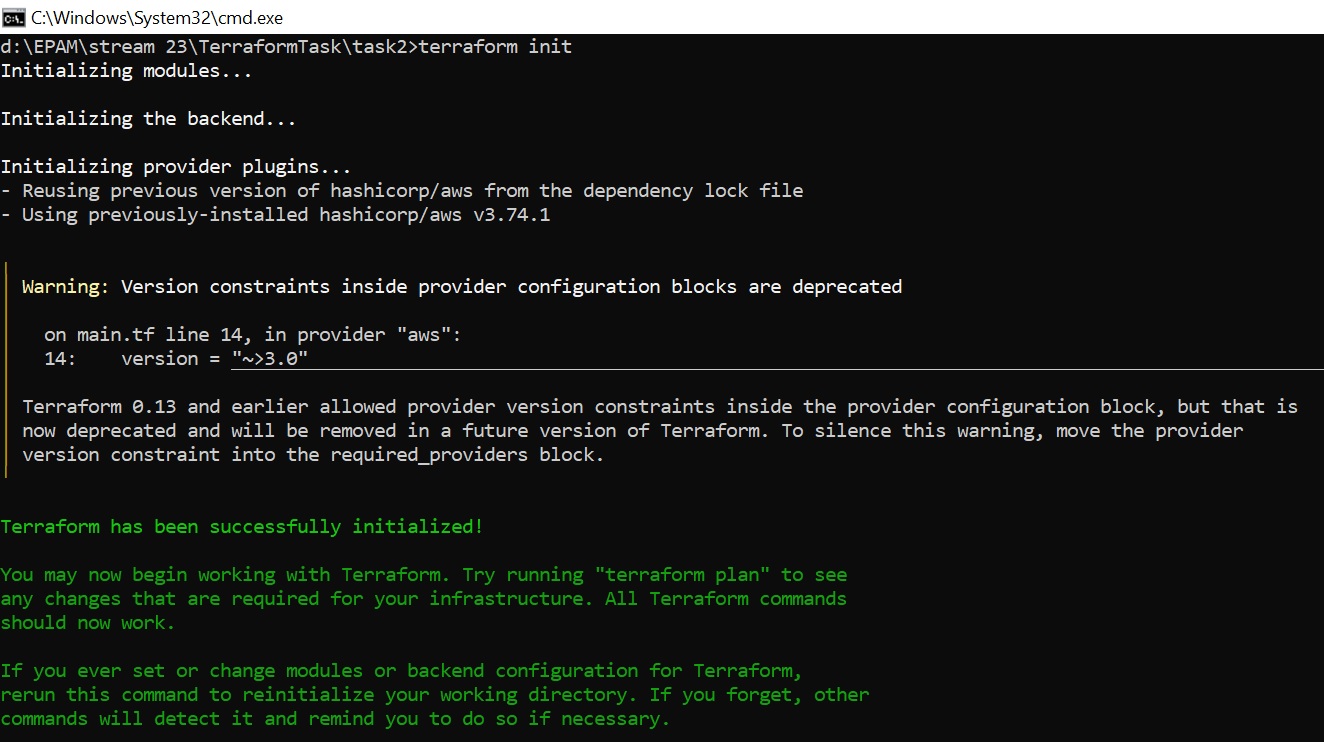 C:\Windows\System32\cmd.exe
d:\EPAM\stream 23\TerraformTask\task2>terraform init
Initializing modules...
Initializing the backend...
Initializing provider plugins...
- Reusing previous version of hashicorp/aws from the dependency lock file
- Using previously-installed hashicorp/aws v3.74.1
Warning: Version constraints inside provider configuration blocks are deprecated
on main.tf line 14, in provider "aws":
14:    version = "~>3.0"
Terraform 0.13 and earlier allowed provider version constraints inside the provider configuration block, but that is
now deprecated and will be removed in a future version of Terraform. To silence this warning, move the provider
version constraint into the required_providers block.
Terraform has been successfully initialized!
You may now begin working with Terraform. Try running "terraform plan" to see
any changes that are required for your infrastructure. All Terraform commands
should now work.
If you ever set or change modules or backend configuration for Terraform,
rerun this command to reinitialize your working directory. If you forget, other
commands will detect it and remind you to do so if necessary.